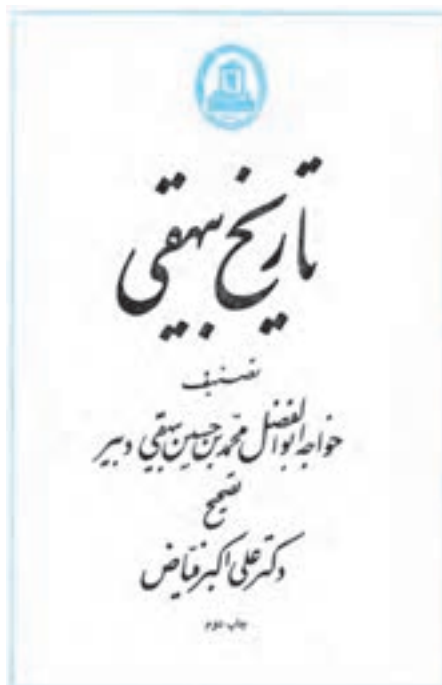 تاریخ بیهقی
تصنیف
خواجه ابوالفضل محمد بن حسین بیهقی دبیر
تصحیح
دکتر علی اکبر فیاض
چاپ دوم